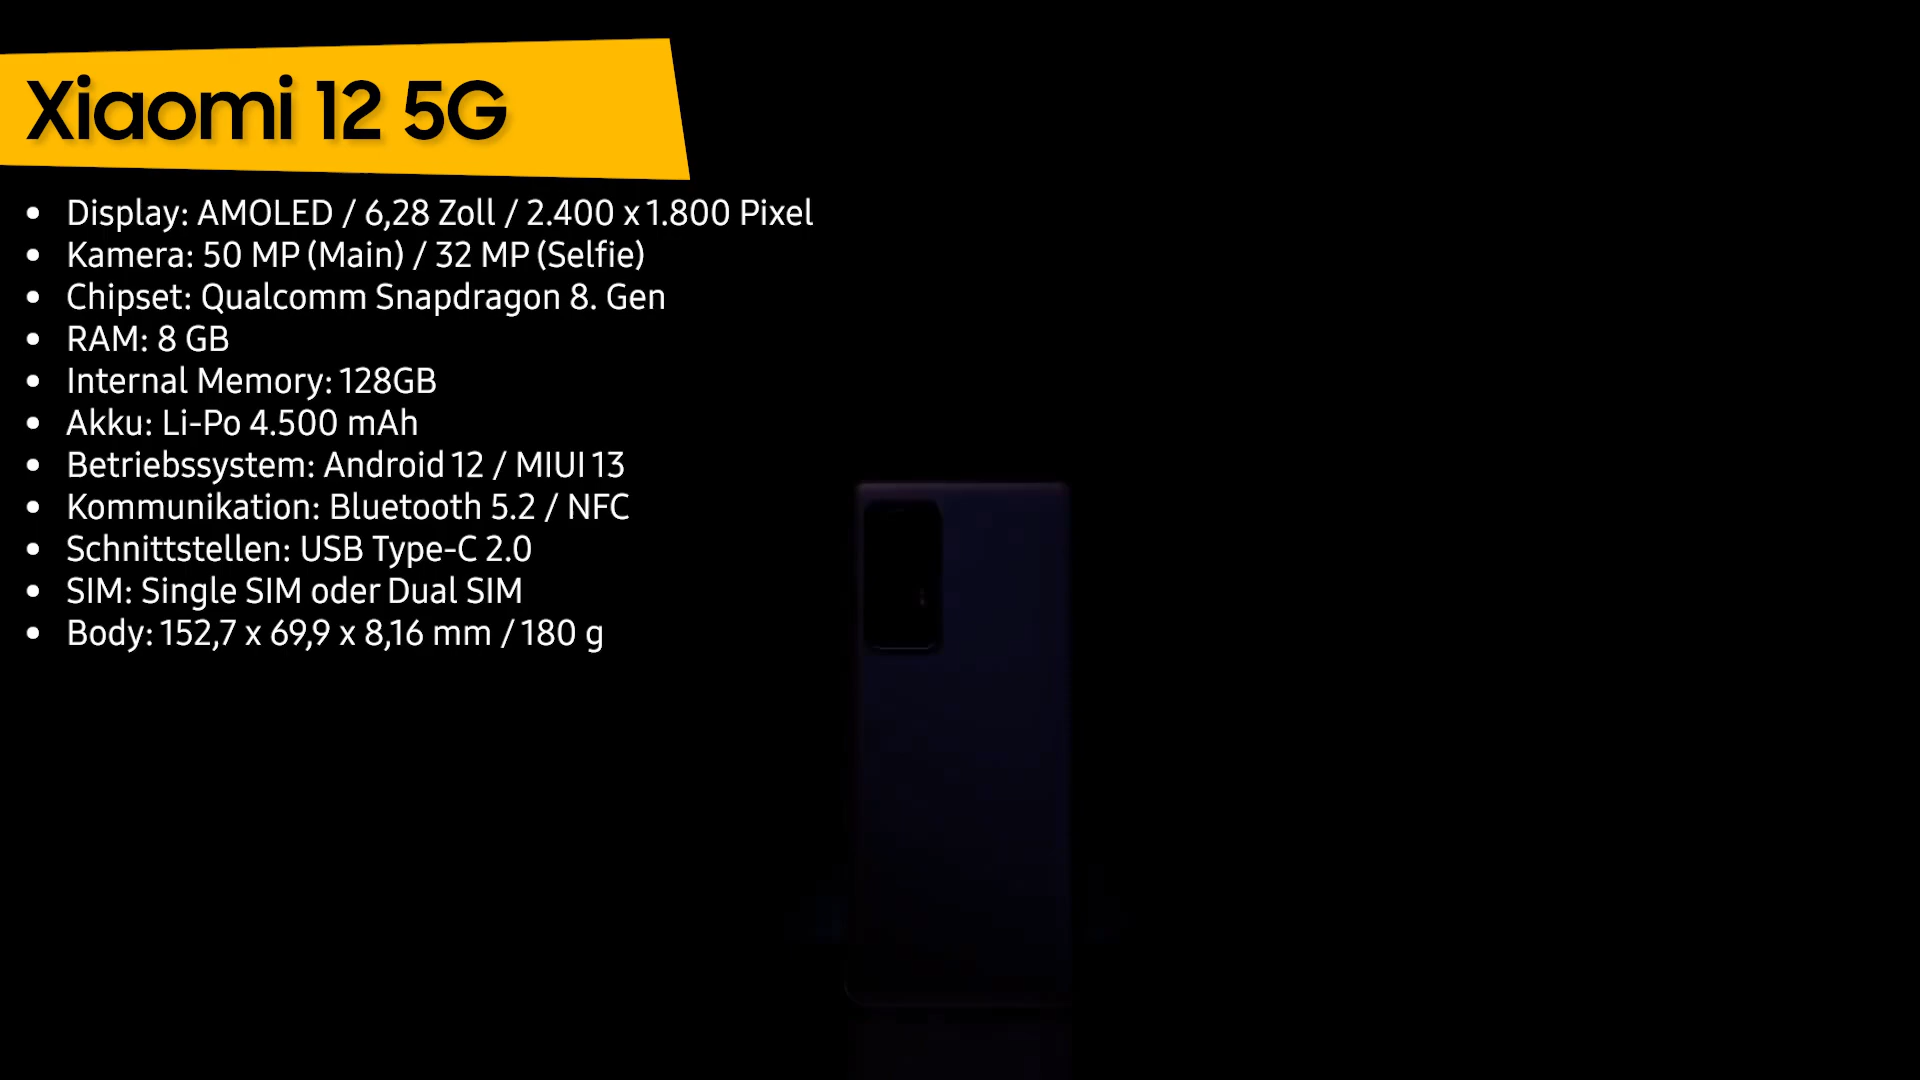 Xiaomi 12 5G
• Display: AMOLED / 6,28 Zoll / 2.400 x 1.800 Pixel
• Kamera: 50 MP (Main) / 32 MP (Selfie)
• Chipset: Qualcomm Snapdragon 8. Gen
• RAM: 8 GB
• Internal Memory: 128GB
• Akku: Li-Po 4.500 mAh
• Betriebssystem: Android 12 / MIUI 13
• Kommunikation: Bluetooth 5.2 / NFC
• Schnittstellen: USB Type-C 2.0
• SIM: Single SIM oder Dual SIM
• Body: 152,7 x 69,9 x 8,16 mm / 180 g